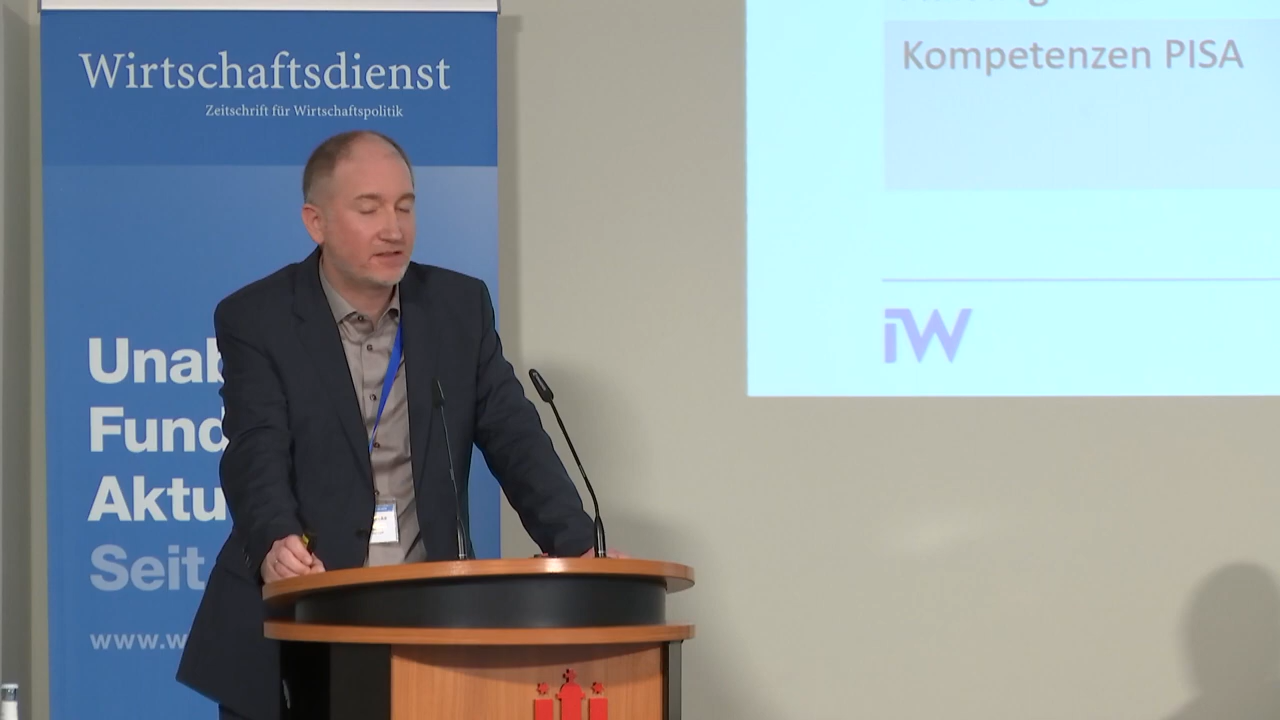 Wirtschaftsdienst
Zeitschrift für Wirtschaftspolitik
Unab
Fund
Aktu
Seit
www.w
Kompetenzen PISA
iW